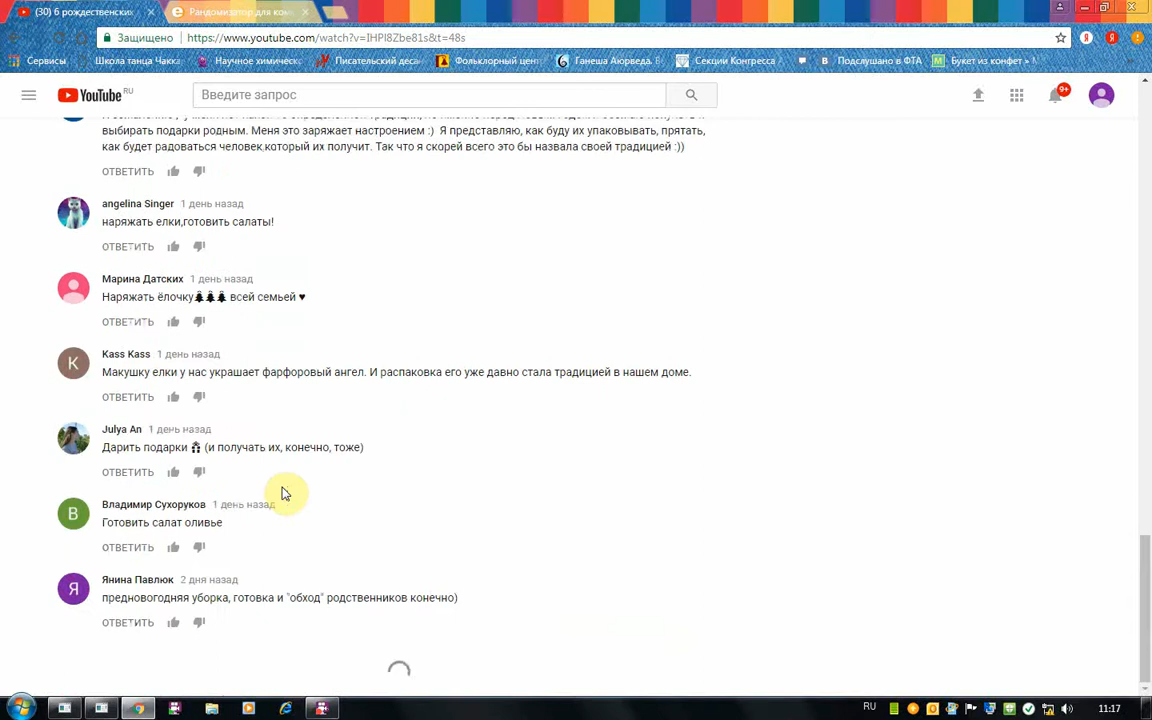 (30) 6 рождественских
Рандомизатор для ком
Защищено
https://www.youtube.com/watch?v=IHPI8Zbe81s&t=48s
Сервисы
Школа танца Чакка
Научное химическо
Писательский деса
Фольклорный цент
Ганеша Аюрведа. Б
Секции Конгресса
Подслушано в ФТА
Букет из конфет » М
YouTube RU
Введите запрос
9+
выбирать подарки родным. Меня это заряжает настроением :) Я представляю, как буду их упаковывать, прятать,
как будет радоваться человек,который их получит. Так что я скорей всего это бы назвала своей традицией :))
ОТВЕТИТЬ
angelina Singer 1 день назад
наряжать елки,готовить салаты!
ОТВЕТИТЬ
Марина Датских 1 день назад
Наряжать ёлочку🌲🌲🌲 всей семьей ♥
ОТВЕТИТЬ
K
Kass Kass 1 день назад
Макушку елки у нас украшает фарфоровый ангел. И распаковка его уже давно стала традицией в нашем доме.
ОТВЕТИТЬ
Julya An 1 день назад
Дарить подарки (и получать их, конечно, тоже)
ОТВЕТИТЬ
В
Владимир Сухоруков 1 день назад
Готовить салат оливье
ОТВЕТИТЬ
Я
Янина Павлюк 2 дня назад
предновогодняя уборка, готовка и "обход" родственников конечно)
ОТВЕТИТЬ
RU
11:17